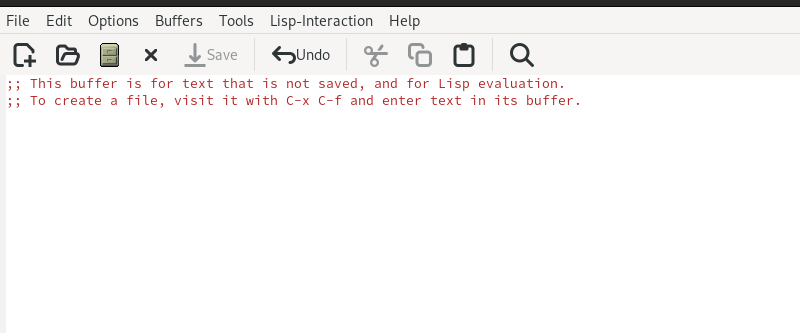 File Edit Options Buffers Tools Lisp-Interaction Help
Save Undo
;; This buffer is for text that is not saved, and for Lisp evaluation.
;; To create a file, visit it with C-x C-f and enter text in its buffer.